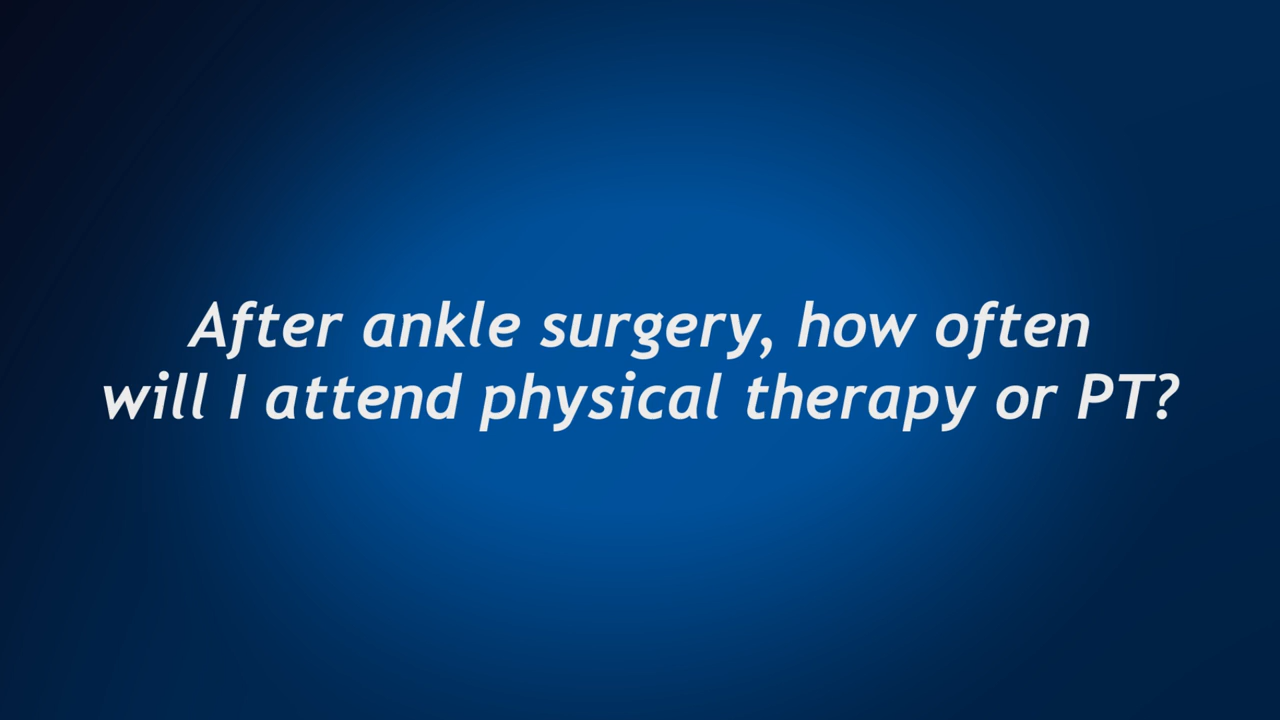 After ankle surgery, how often
will I attend physical therapy or PT?